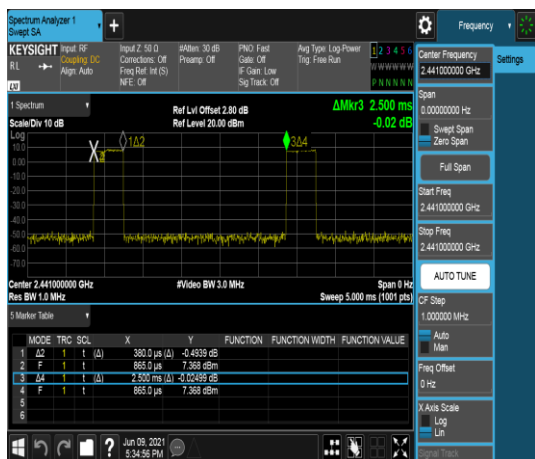 Spectrum Analyzer 1
Swept SA
+
Frequency
KEYSIGHT
RL
LXI
Input: RF
Coupling: DC
Align: Auto
Input Z: 50 Ω
Corrections: Off
Freq Ref: Int (S)
NFE: Off
#Atten: 30 dB
Preamp: Off
PNO: Fast
Gate: Off
IF Gain: Low
Sig Track: Off
Avg Type: Log-Power
Trig: Free Run
1 2 3 4 5 6
W W W W W W
P N N N N N
Center Frequency
2.441000000 GHz
Settings
1 Spectrum
Scale/Div 10 dB
Ref Lvl Offset 2.80 dB
Ref Level 20.00 dBm
ΔMkr3 2.500 ms
-0.02 dB
Span
0.00000000 Hz
Swept Span
Zero Span
Full Span
Start Freq
2.441000000 GHz
Stop Freq
2.441000000 GHz
AUTO TUNE
CF Step
1.000000 MHz
Auto
Man
Freq Offset
0 Hz
X Axis Scale
Log
Lin
Signal Track
Log
10.0
0.00
-10.0
-20.0
-30.0
-40.0
-50.0
-60.0
-70.0
X
1Δ2
3Δ4
Center 2.441000000 GHz
#Video BW 3.0 MHz
Span 0 Hz
Res BW 1.0 MHz
Sweep 5.000 ms (1001 pts)
5 Marker Table
MODE TRC SCL X Y FUNCTION FUNCTION WIDTH FUNCTION VALUE
1 Δ2 1 t (Δ) 380.0 µs (Δ) -0.4939 dB
2 F 1 t 865.0 µs 7.368 dBm
3 Δ4 1 t (Δ) 2.500 ms (Δ) -0.02499 dB
4 F 1 t 865.0 µs 7.368 dBm
5
6
?
Jun 09, 2021
5:34:56 PM